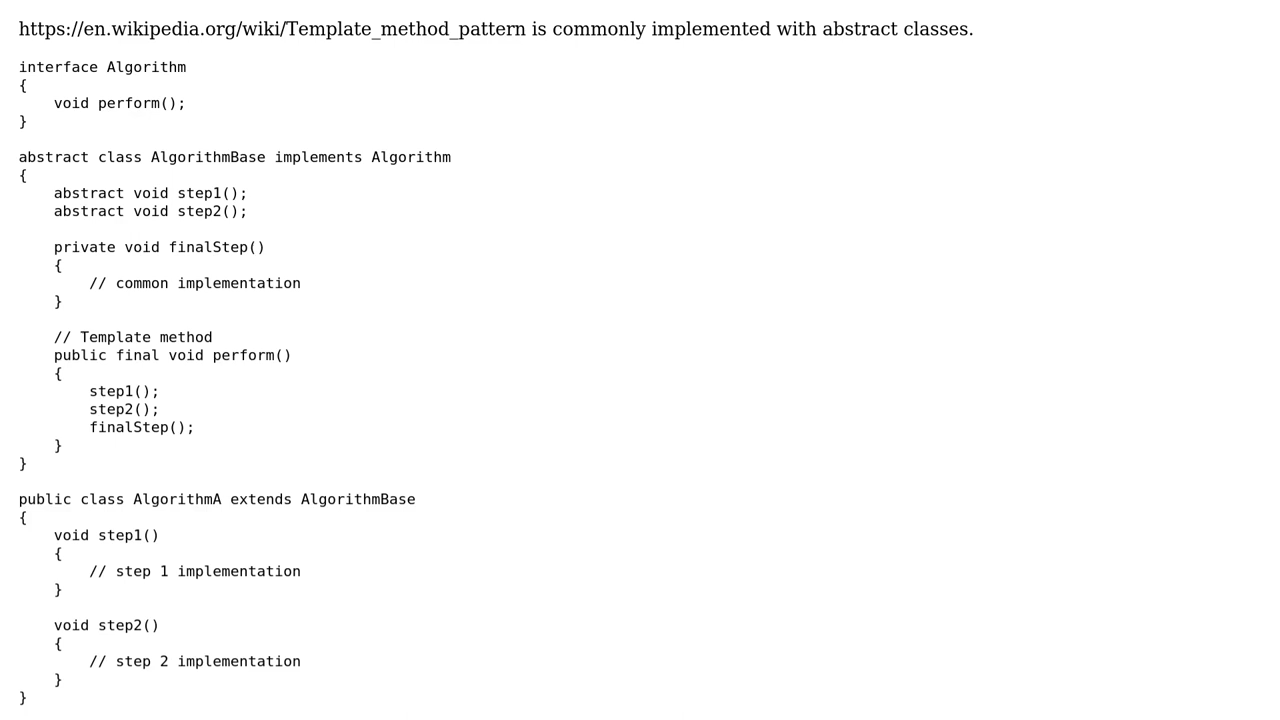 https://en.wikipedia.org/wiki/Template_method_pattern is commonly implemented with abstract classes.
interface Algorithm
{
    void perform();
}

abstract class AlgorithmBase implements Algorithm
{
    abstract void step1();
    abstract void step2();

    private void finalStep()
    {
        // common implementation
    }

    // Template method
    public final void perform()
    {
        step1();
        step2();
        finalStep();
    }
}

public class AlgorithmA extends AlgorithmBase
{
    void step1()
    {
        // step 1 implementation
    }

    void step2()
    {
        // step 2 implementation
    }
}